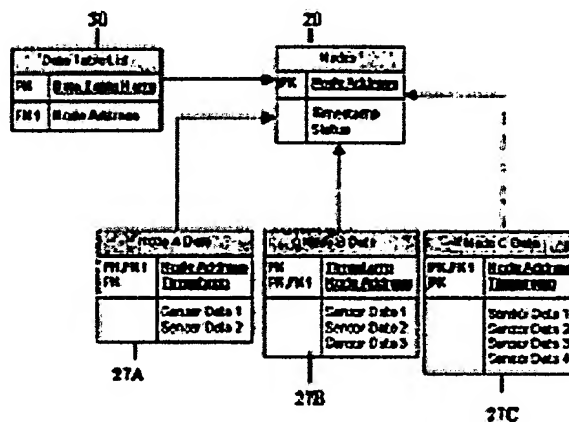 30
20
Data Table List
Nodes
PK Data Table Name
PK Node Address
FK1 Node Address
Timestamp
Status
Node A Data
Node B Data
Node C Data
PK,FK1 Node Address
PK Timestamp
PK Timestamp
PK,FK1 Node Address
PK,FK1 Node Address
PK Timestamp
Sensor Data 1
Sensor Data 2
Sensor Data 1
Sensor Data 2
Sensor Data 3
Sensor Data 1
Sensor Data 2
Sensor Data 3
Sensor Data 4
27A
27B
27C